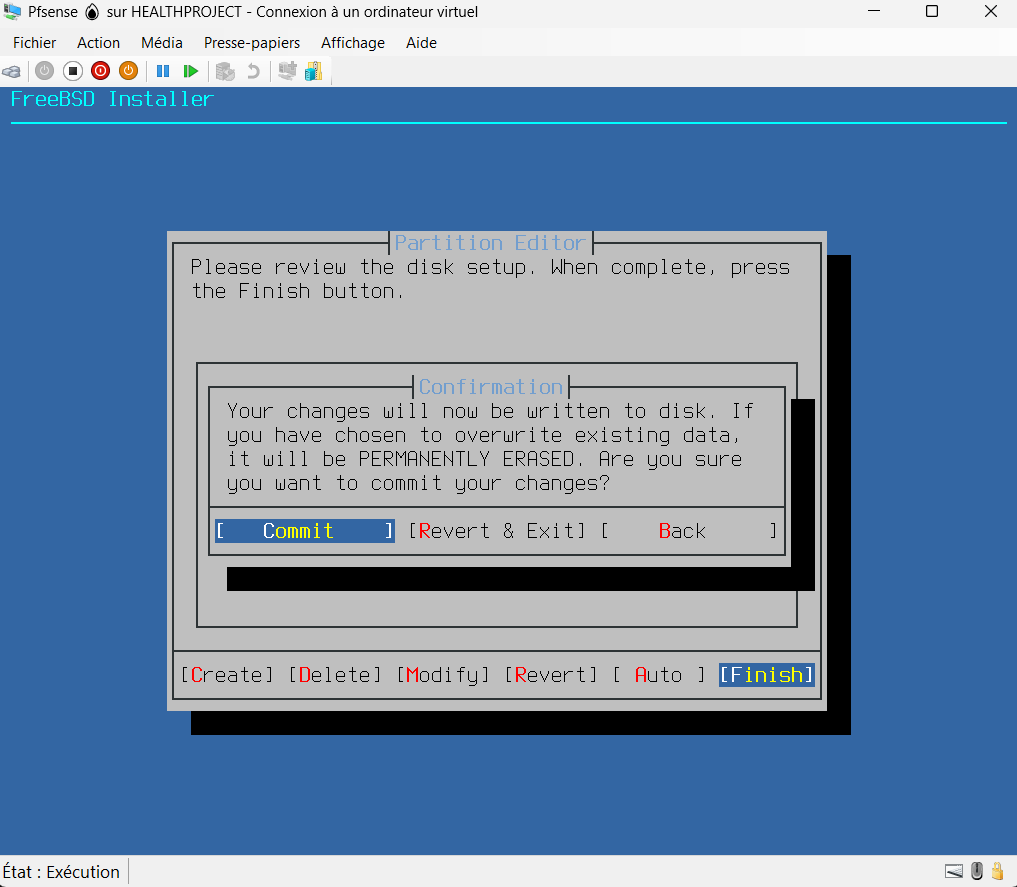 Pfsense sur HEALTHPROJECT - Connexion à un ordinateur virtuel
Fichier Action Média Presse-papiers Affichage Aide
FreeBSD Installer
Partition Editor
Please review the disk setup. When complete, press
the Finish button.
Confirmation
Your changes will now be written to disk. If
you have chosen to overwrite existing data,
it will be PERMANENTLY ERASED. Are you sure
you want to commit your changes?
[ Commit ] [Revert & Exit] [ Back ]
[Create] [Delete] [Modify] [Revert] [ Auto ] [Finish]
État : Exécution